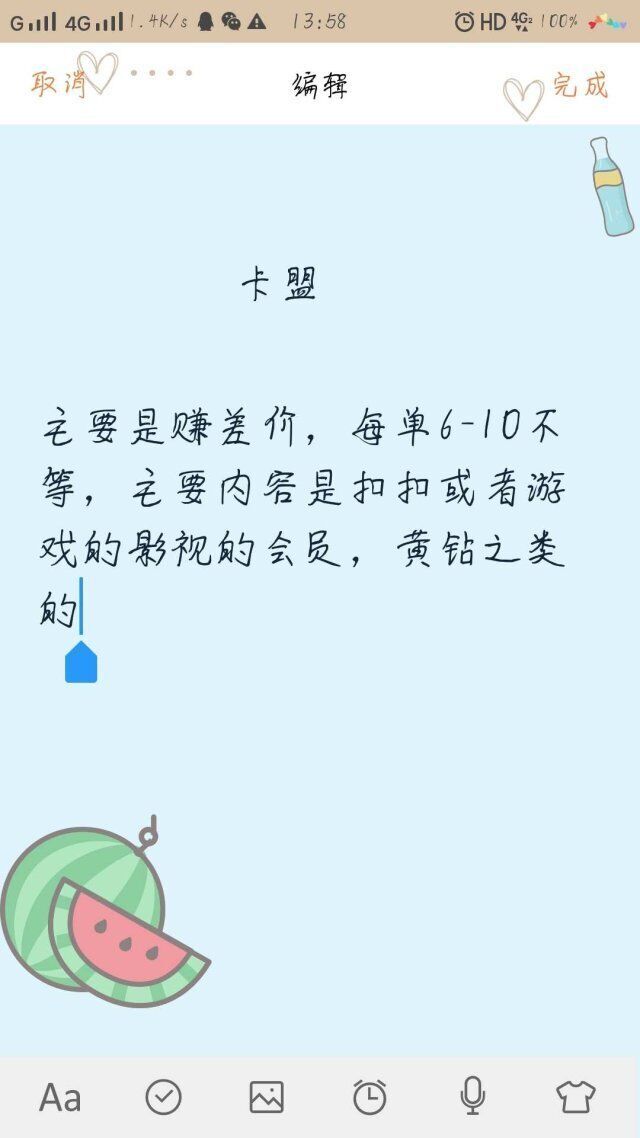 G 4G 1.4K/s 13:58 HD 4G2 100%
取消 编辑 完成
卡盟
主要是赚差价，每单6-10不
等，主要内容是扣扣或者游
戏的影视的会员，黄钻之类
的
Aa